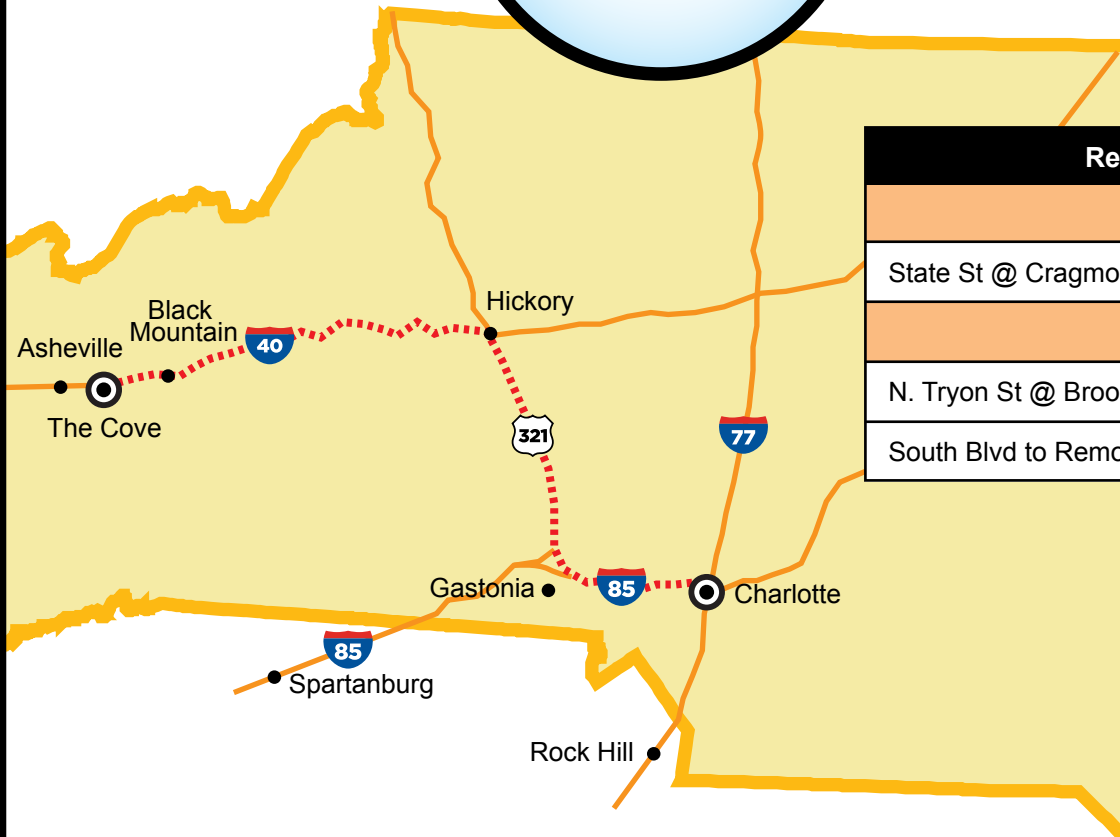 Re
State St @ Cragmo
N. Tryon St @ Broo
South Blvd to Remo
Hickory
Black
Mountain
Asheville
40
The Cove
321
77
Gastonia
85
Charlotte
85
Spartanburg
Rock Hill